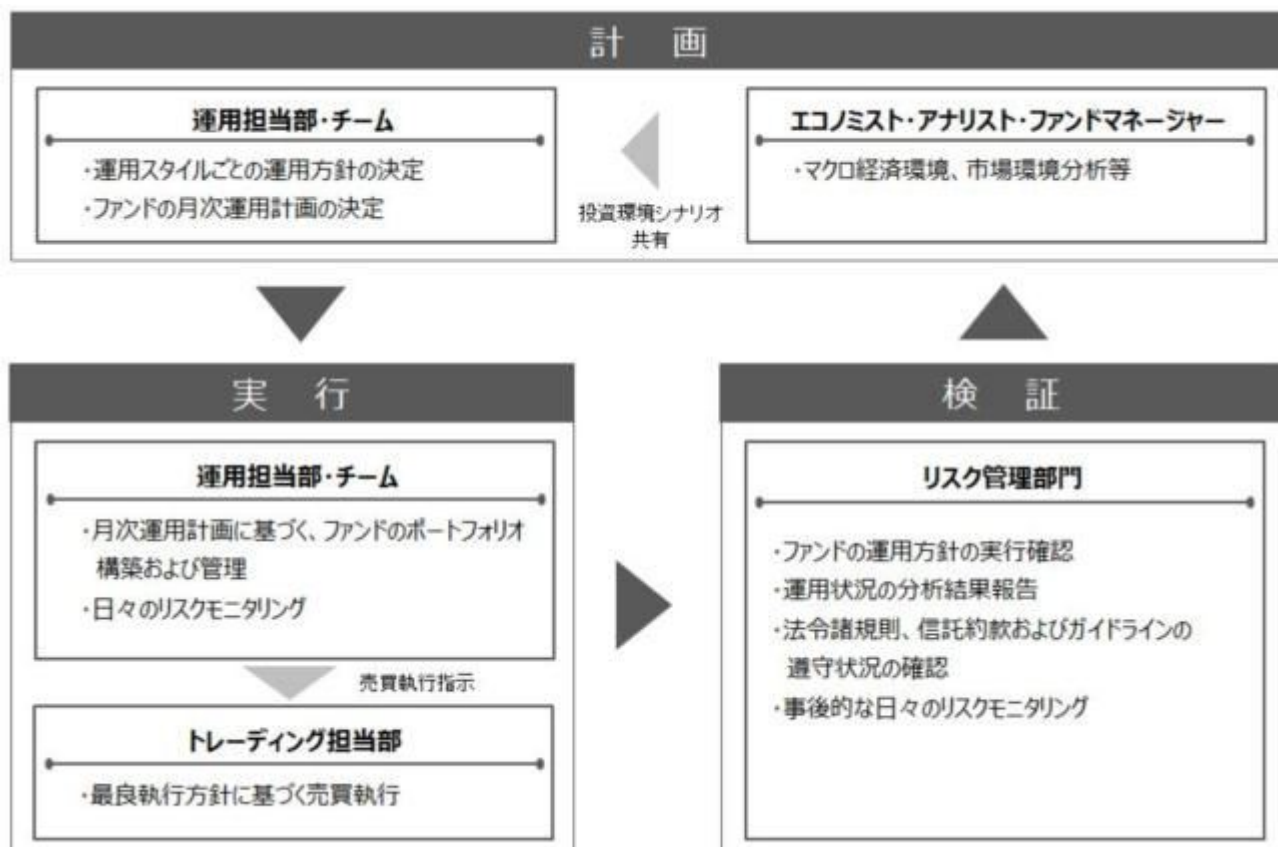 計 画
運用担当部・チーム
・運用スタイルごとの運用方針の決定
・ファンドの月次運用計画の決定
投資環境シナリオ
共有
エコノミスト・アナリスト・ファンドマネージャー
・マクロ経済環境、市場環境分析等
実 行
運用担当部・チーム
・月次運用計画に基づく、ファンドのポートフォリオ
構築および管理
・日々のリスクモニタリング
売買執行指示
トレーディング担当部
・最良執行方針に基づく売買執行
検 証
リスク管理部門
・ファンドの運用方針の実行確認
・運用状況の分析結果報告
・法令諸規則、信託約款およびガイドラインの
遵守状況の確認
・事後的な日々のリスクモニタリング